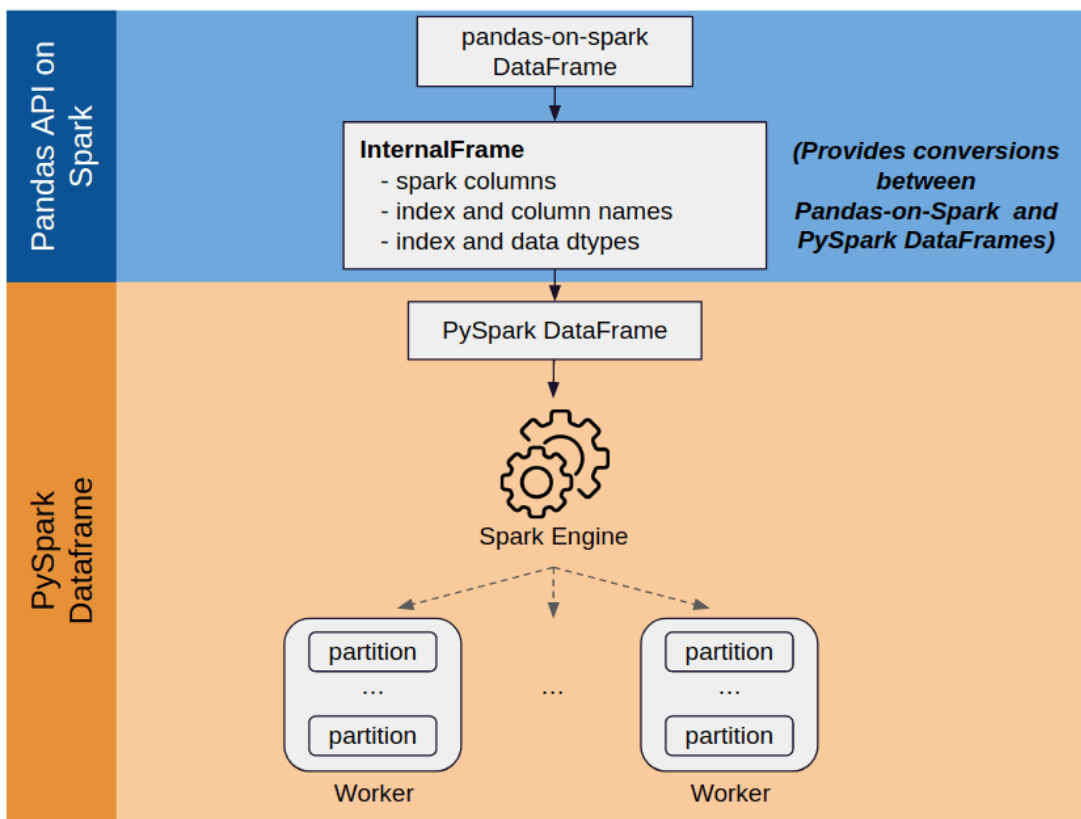 Pandas API on
Spark
pandas-on-spark
DataFrame
InternalFrame
- spark columns
- index and column names
- index and data dtypes
(Provides conversions
between
Pandas-on-Spark and
PySpark DataFrames)
PySpark
Dataframe
PySpark DataFrame
Spark Engine
partition
...
partition
Worker
...
partition
...
partition
Worker